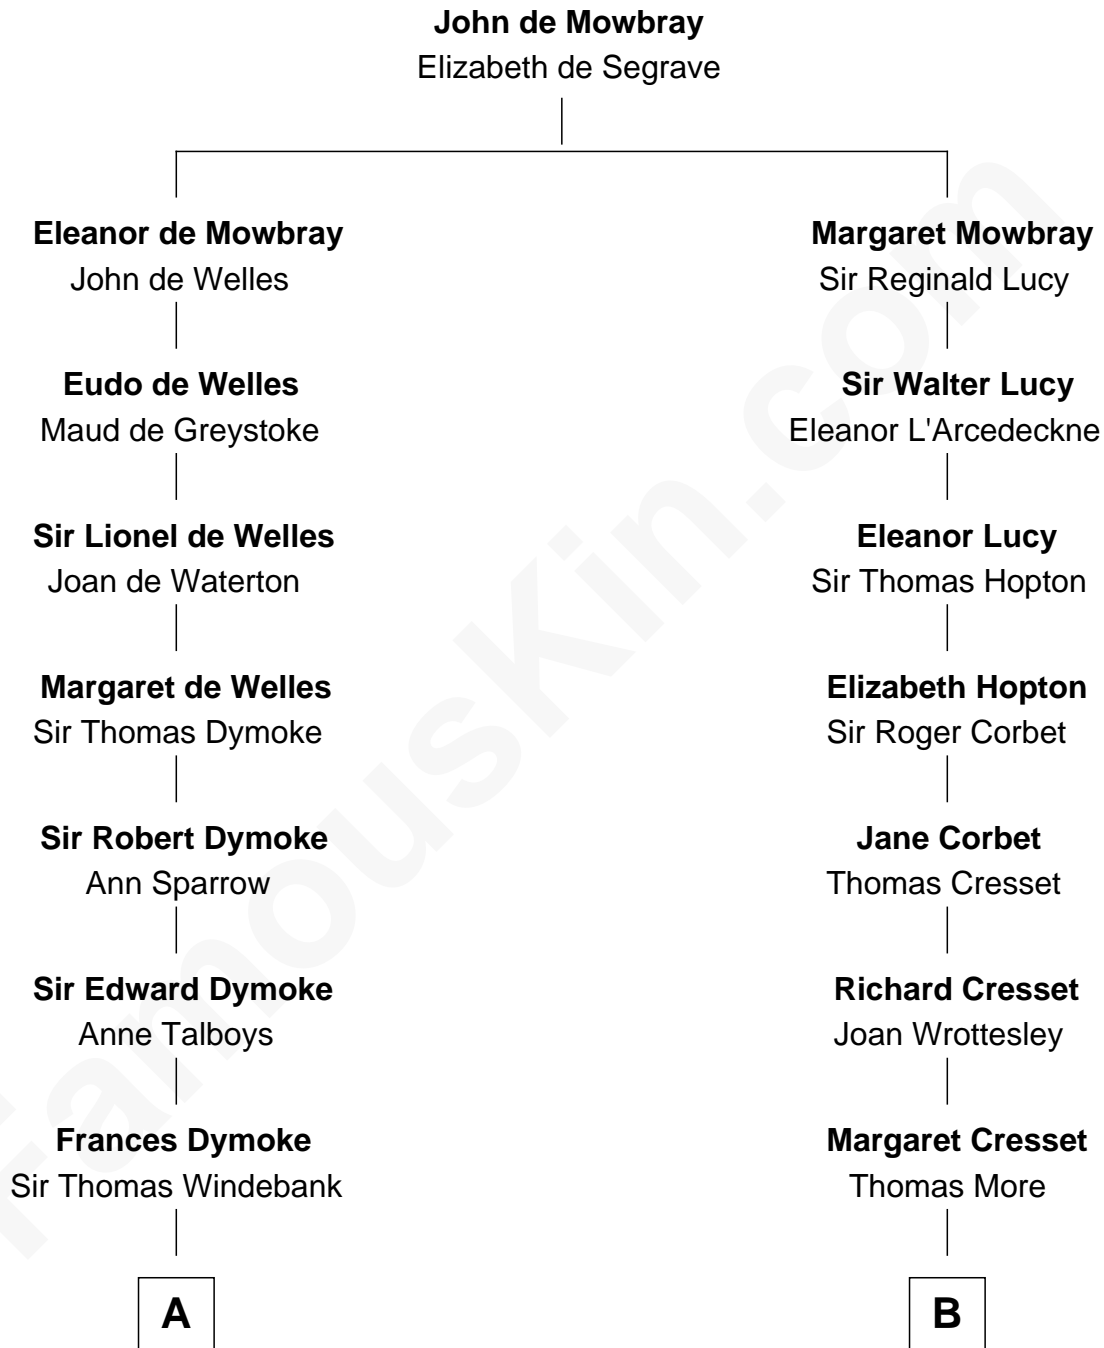 John de Mowbray
Elizabeth de Segrave
Eleanor de Mowbray
John de Welles
Margaret Mowbray
Sir Reginald Lucy
Eudo de Welles
Maud de Greystoke
Sir Walter Lucy
Eleanor L'Arcedeckne
Sir Lionel de Welles
Joan de Waterton
Eleanor Lucy
Sir Thomas Hopton
Margaret de Welles
Sir Thomas Dymoke
Elizabeth Hopton
Sir Roger Corbet
Sir Robert Dymoke
Ann Sparrow
Jane Corbet
Thomas Cresset
Sir Edward Dymoke
Anne Talboys
Richard Cresset
Joan Wrottesley
Frances Dymoke
Sir Thomas Windebank
Margaret Cresset
Thomas More
A
B
FamousKin.com